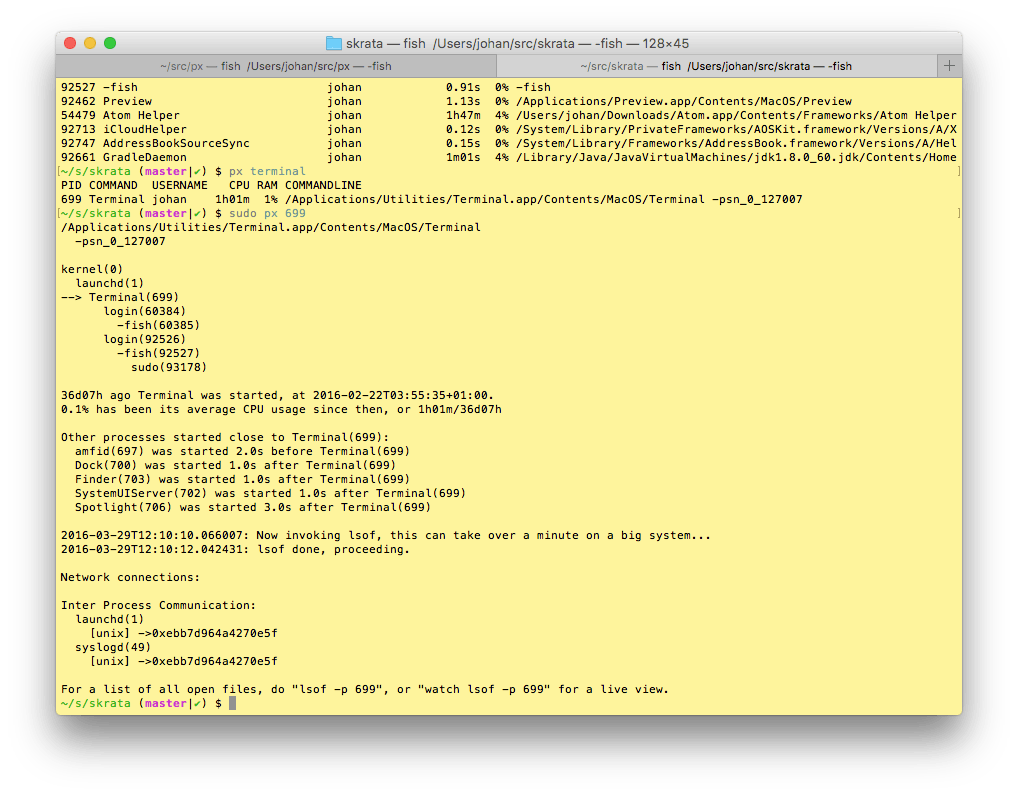 skrata — fish  /Users/johan/src/skrata — -fish — 128×45
~/src/px — fish  /Users/johan/src/px — -fish
~/src/skrata — fish  /Users/johan/src/skrata — -fish
92527 -fish                           johan            0.91s  0% -fish
92462 Preview                         johan            1.13s  0% /Applications/Preview.app/Contents/MacOS/Preview
54479 Atom Helper                     johan            1h47m  4% /Users/johan/Downloads/Atom.app/Contents/Frameworks/Atom Helper
92713 iCloudHelper                    johan            0.12s  0% /System/Library/PrivateFrameworks/AOSKit.framework/Versions/A/X
92747 AddressBookSourceSync           johan            0.15s  0% /System/Library/Frameworks/AddressBook.framework/Versions/A/Hel
92661 GradleDaemon                    johan            1m01s  4% /Library/Java/JavaVirtualMachines/jdk1.8.0_60.jdk/Contents/Home
[~/s/skrata (master|✔) $ px terminal ]
PID COMMAND  USERNAME   CPU RAM COMMANDLINE
699 Terminal johan    1h01m  1% /Applications/Utilities/Terminal.app/Contents/MacOS/Terminal -psn_0_127007
[~/s/skrata (master|✔) $ sudo px 699 ]
/Applications/Utilities/Terminal.app/Contents/MacOS/Terminal
  -psn_0_127007
kernel(0)
  launchd(1)
--> Terminal(699)
      login(60384)
        -fish(60385)
      login(92526)
        -fish(92527)
          sudo(93178)
36d07h ago Terminal was started, at 2016-02-22T03:55:35+01:00.
0.1% has been its average CPU usage since then, or 1h01m/36d07h
Other processes started close to Terminal(699):
  amfid(697) was started 2.0s before Terminal(699)
  Dock(700) was started 1.0s after Terminal(699)
  Finder(703) was started 1.0s after Terminal(699)
  SystemUIServer(702) was started 1.0s after Terminal(699)
  Spotlight(706) was started 3.0s after Terminal(699)
2016-03-29T12:10:10.066007: Now invoking lsof, this can take over a minute on a big system...
2016-03-29T12:10:12.042431: lsof done, proceeding.
Network connections:
Inter Process Communication:
  launchd(1)
    [unix] ->0xebb7d964a4270e5f
  syslogd(49)
    [unix] ->0xebb7d964a4270e5f
For a list of all open files, do "lsof -p 699", or "watch lsof -p 699" for a live view.
~/s/skrata (master|✔) $